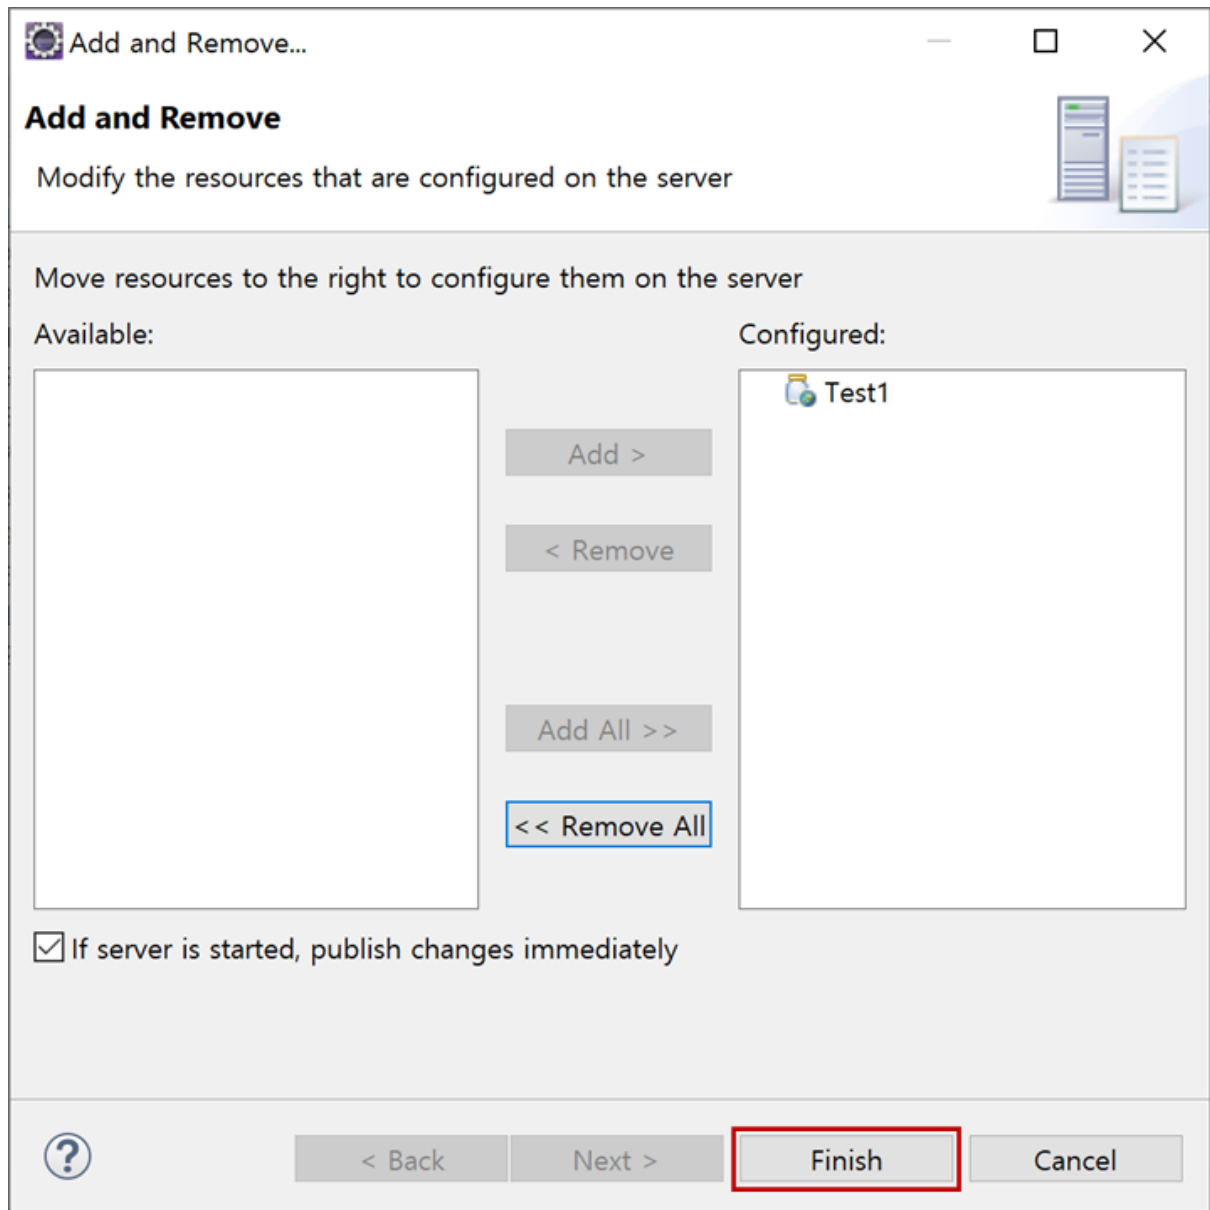 Add and Remove...
Add and Remove
Modify the resources that are configured on the server
Move resources to the right to configure them on the server
Available:
Configured:
Test1
Add >
< Remove
Add All >>
<< Remove All
If server is started, publish changes immediately
?
< Back
Next >
Finish
Cancel